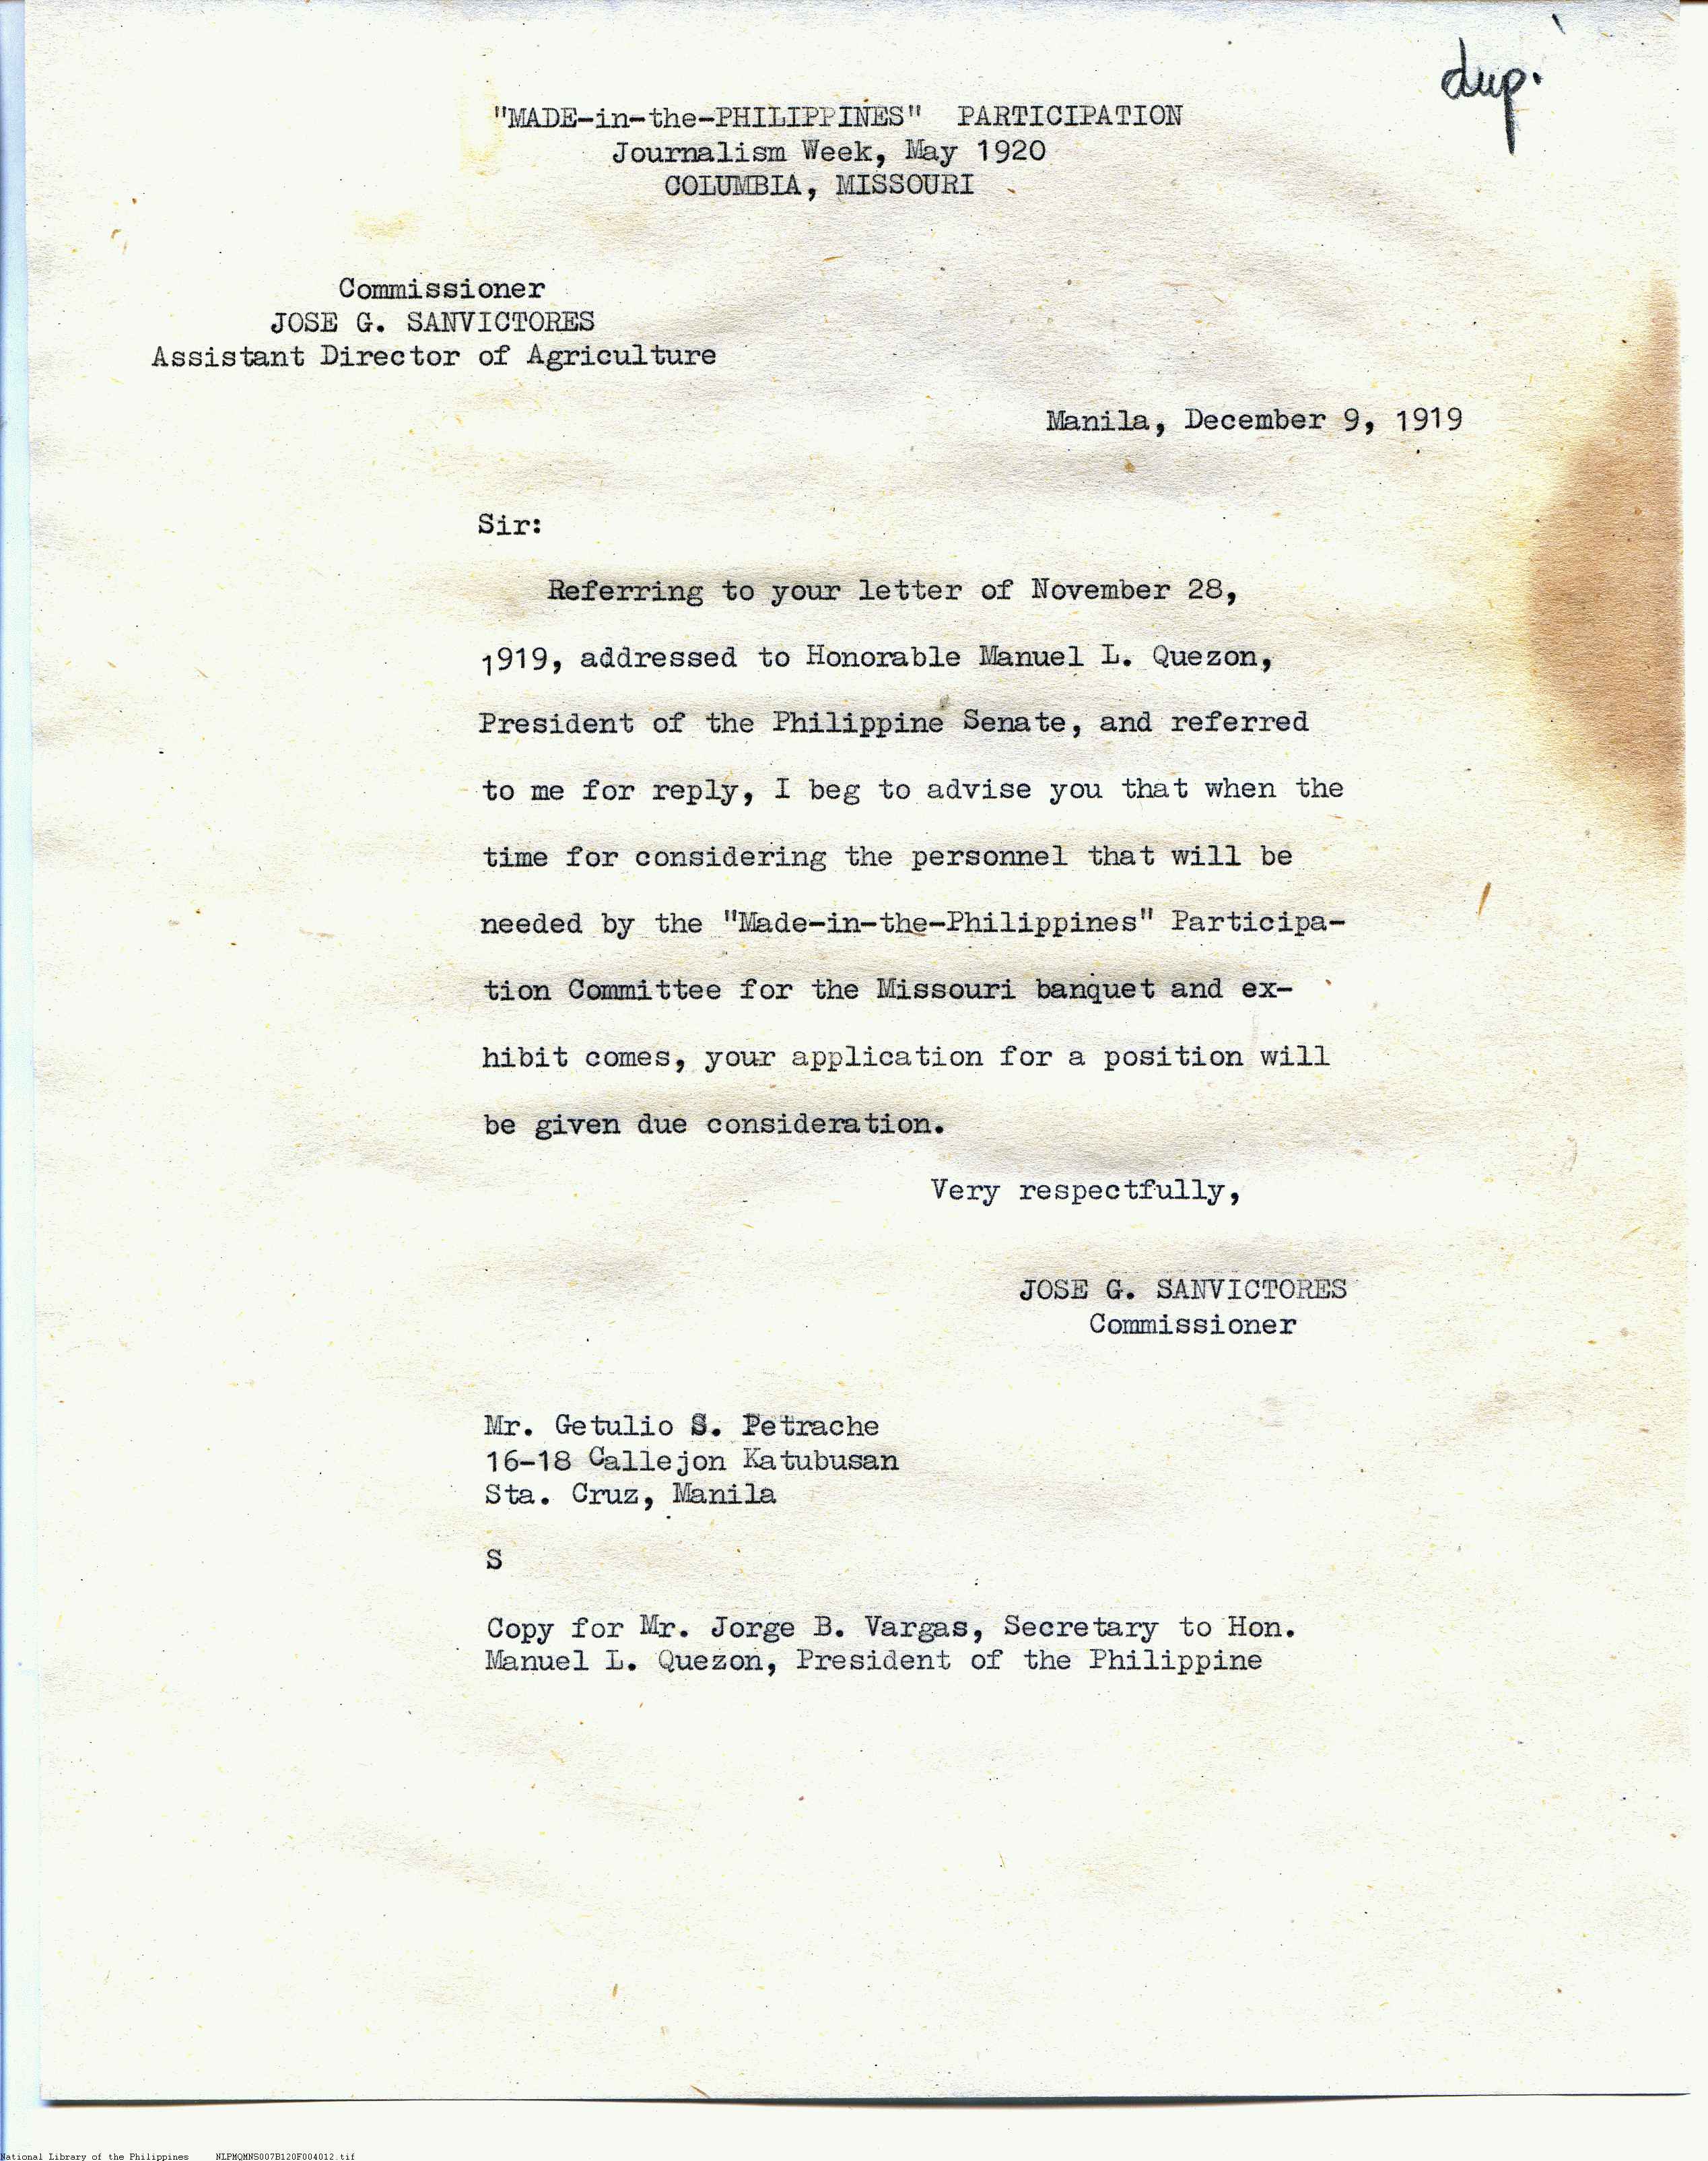 dup.
"MADE-in-the-PHILIPPINES" PARTICIPATION
Journalism Week, May 1920
COLUMBIA, MISSOURI
Commissioner
JOSE G. SANVICTORES
Assistant Director of Agriculture
Manila, December 9, 1919
Sir:
Referring to your letter of November 28,
1919, addressed to Honorable Manuel L. Quezon,
President of the Philippine Senate, and referred
to me for reply, I beg to advise you that when the
time for considering the personnel that will be
needed by the "Made-in-the-Philippines" Participa-
tion Committee for the Missouri banquet and ex-
hibit comes, your application for a position will
be given due consideration.
Very respectfully,
JOSE G. SANVICTORES
Commissioner
Mr. Getulio S. Petrache
16-18 Callejon Katubusan
Sta. Cruz, Manila
S
Copy for Mr. Jorge B. Vargas, Secretary to Hon.
Manuel L. Quezon, President of the Philippine
National Library of the Philippines NLPMQMNS007B120F004012.tif